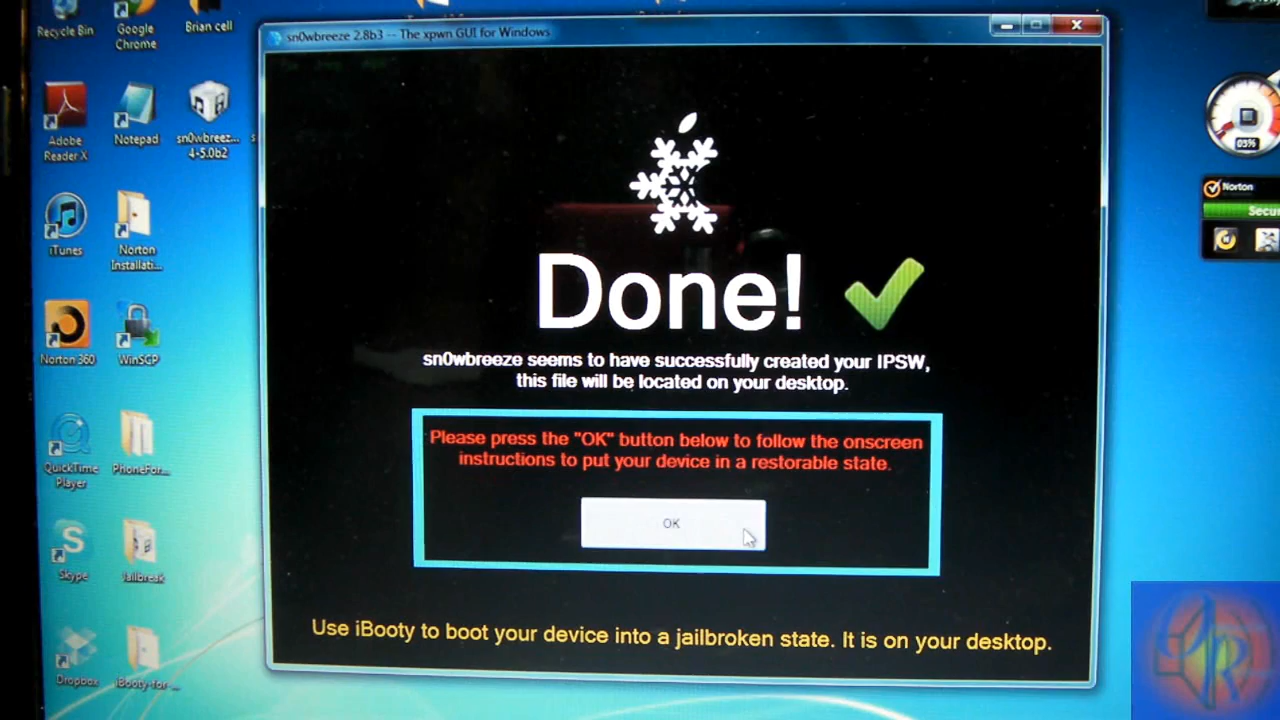 Recycle Bin
Google
Chrome
Brian cell
sn0wbreeze 2.8b3 -- The xpwn GUI for Windows
Adobe
Reader X
Notepad
sn0wbreez...
4-5.0b2
03%
iTunes
Norton
Installati...
Norton
Secu
Done!
sn0wbreeze seems to have successfully created your IPSW,
this file will be located on your desktop.
Norton 360
WinSCP
Please press the "OK" button below to follow the onscreen
instructions to put your device in a restorable state.
OK
QuickTime
Player
PhoneFor...
Skype
Jailbreak
Use iBooty to boot your device into a jailbroken state. It is on your desktop.
Dropbox
iBooty-for-...